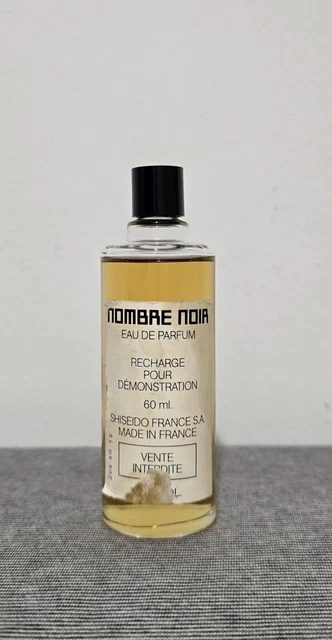 NOMBRE NOIR
EAU DE PARFUM
RECHARGE
POUR
DÉMONSTRATION
60 ml.
SHISEIDO FRANCE S.A
MADE IN FRANCE
VENTE
INTERDITE